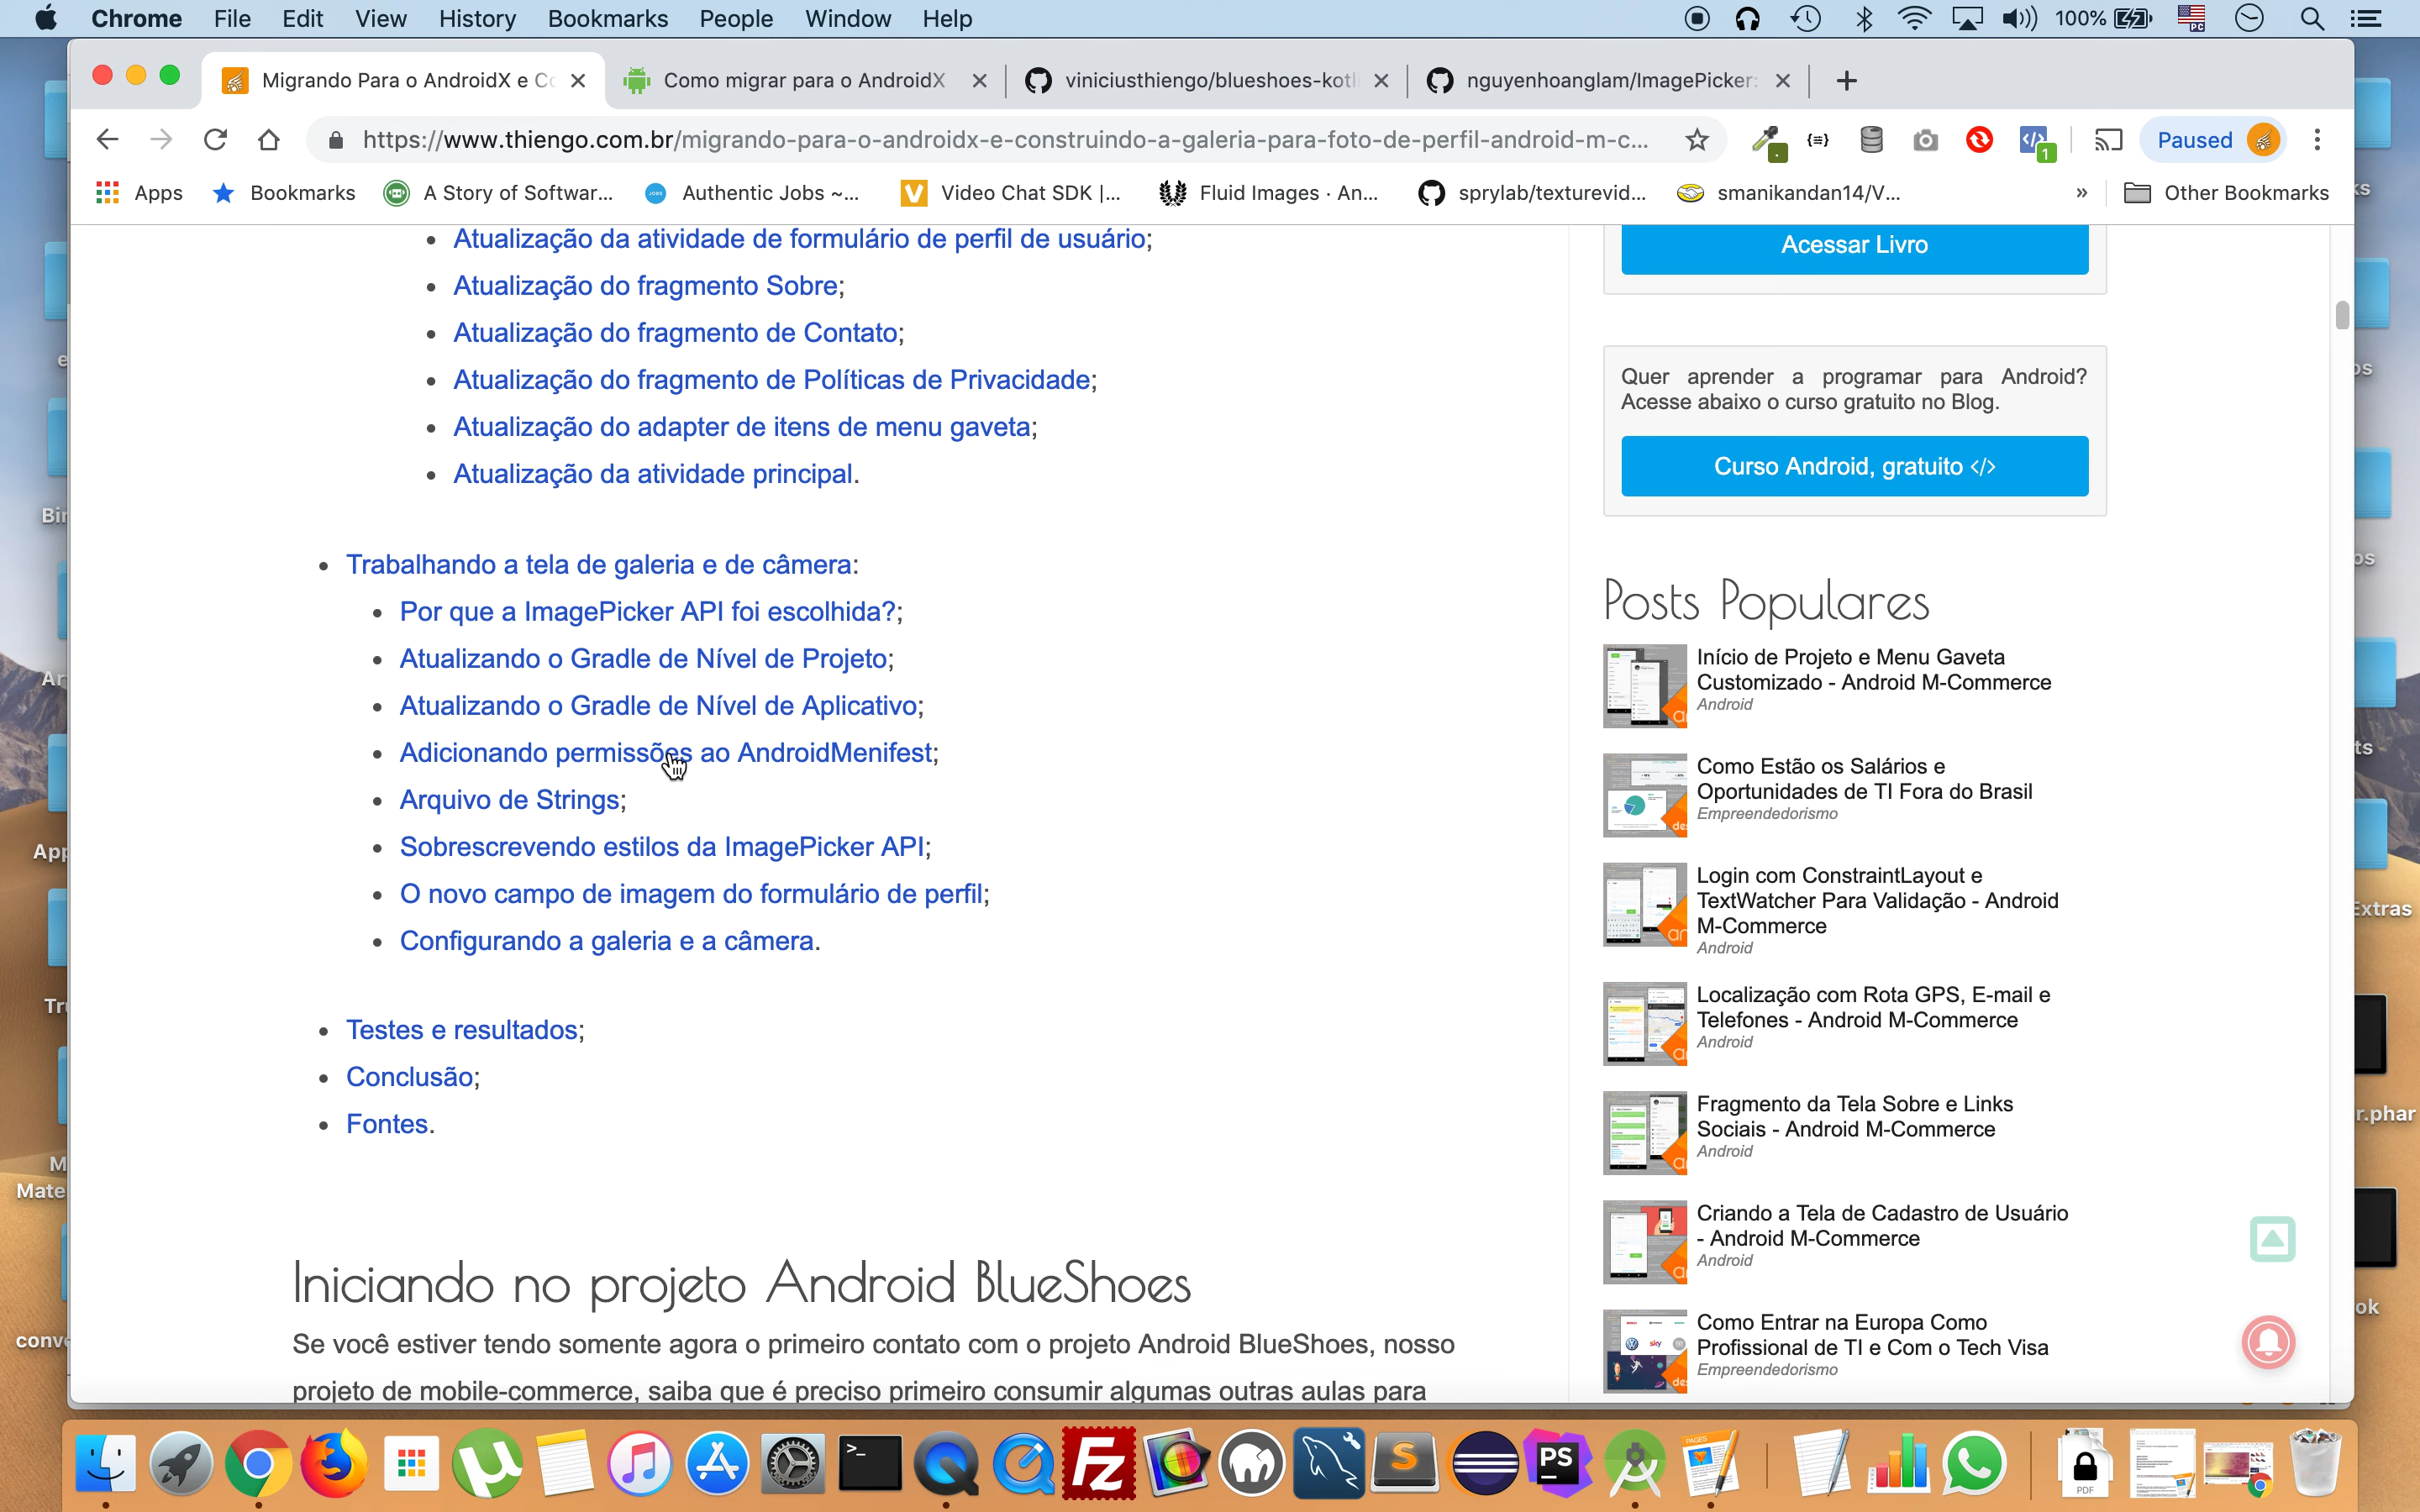 Chrome File Edit View History Bookmarks People Window Help 100%
Migrando Para o AndroidX e Co
Como migrar para o AndroidX
viniciusthiengo/blueshoes-kotli
nguyenhoanglam/ImagePicker:
https://www.thiengo.com.br/migrando-para-o-androidx-e-construindo-a-galeria-para-foto-de-perfil-android-m-c...
Paused
Apps
Bookmarks
A Story of Softwar...
Authentic Jobs ~...
Video Chat SDK |...
Fluid Images · An...
sprylab/texturevid...
smanikandan14/V...
»
Other Bookmarks
Atualização da atividade de formulário de perfil de usuário;
Atualização do fragmento Sobre;
Atualização do fragmento de Contato;
Atualização do fragmento de Políticas de Privacidade;
Atualização do adapter de itens de menu gaveta;
Atualização da atividade principal.
Trabalhando a tela de galeria e de câmera:
Por que a ImagePicker API foi escolhida?;
Atualizando o Gradle de Nível de Projeto;
Atualizando o Gradle de Nível de Aplicativo;
Adicionando permissões ao AndroidMenifest;
Arquivo de Strings;
Sobrescrevendo estilos da ImagePicker API;
O novo campo de imagem do formulário de perfil;
Configurando a galeria e a câmera.
Testes e resultados;
Conclusão;
Fontes.
Iniciando no projeto Android BlueShoes
Se você estiver tendo somente agora o primeiro contato com o projeto Android BlueShoes, nosso
projeto de mobile-commerce, saiba que é preciso primeiro consumir algumas outras aulas para
Acessar Livro
Quer aprender a programar para Android?
Acesse abaixo o curso gratuito no Blog.
Curso Android, gratuito </>
Posts Populares
Início de Projeto e Menu Gaveta
Customizado - Android M-Commerce
Android
Como Estão os Salários e
Oportunidades de TI Fora do Brasil
Empreendedorismo
Login com ConstraintLayout e
TextWatcher Para Validação - Android
M-Commerce
Android
Localização com Rota GPS, E-mail e
Telefones - Android M-Commerce
Android
Fragmento da Tela Sobre e Links
Sociais - Android M-Commerce
Android
Criando a Tela de Cadastro de Usuário
- Android M-Commerce
Android
Como Entrar na Europa Como
Profissional de TI e Com o Tech Visa
Empreendedorismo
Extras
r.phar
Mate
conve
PS
PAGES
PDF